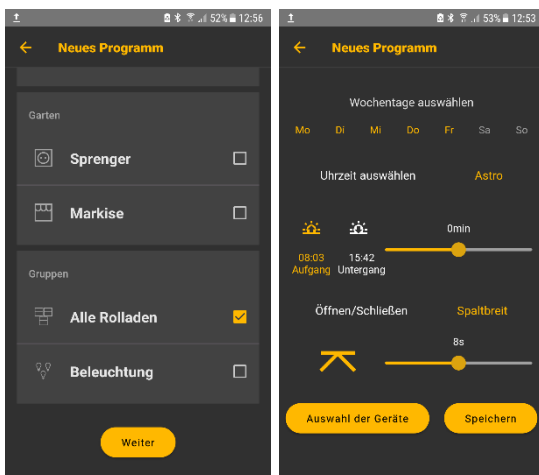 52% 12:56
Neues Programm
Garten
Sprenger
Markise
Gruppen
Alle Rolladen
Beleuchtung
Weiter
53% 12:53
Neues Programm
Wochentage auswählen
Mo Di Mi Do Fr Sa So
Uhrzeit auswählen Astro
0min
08:03 15:42
Aufgang Untergang
Öffnen/Schließen Spaltbreit
8s
Auswahl der Geräte Speichern